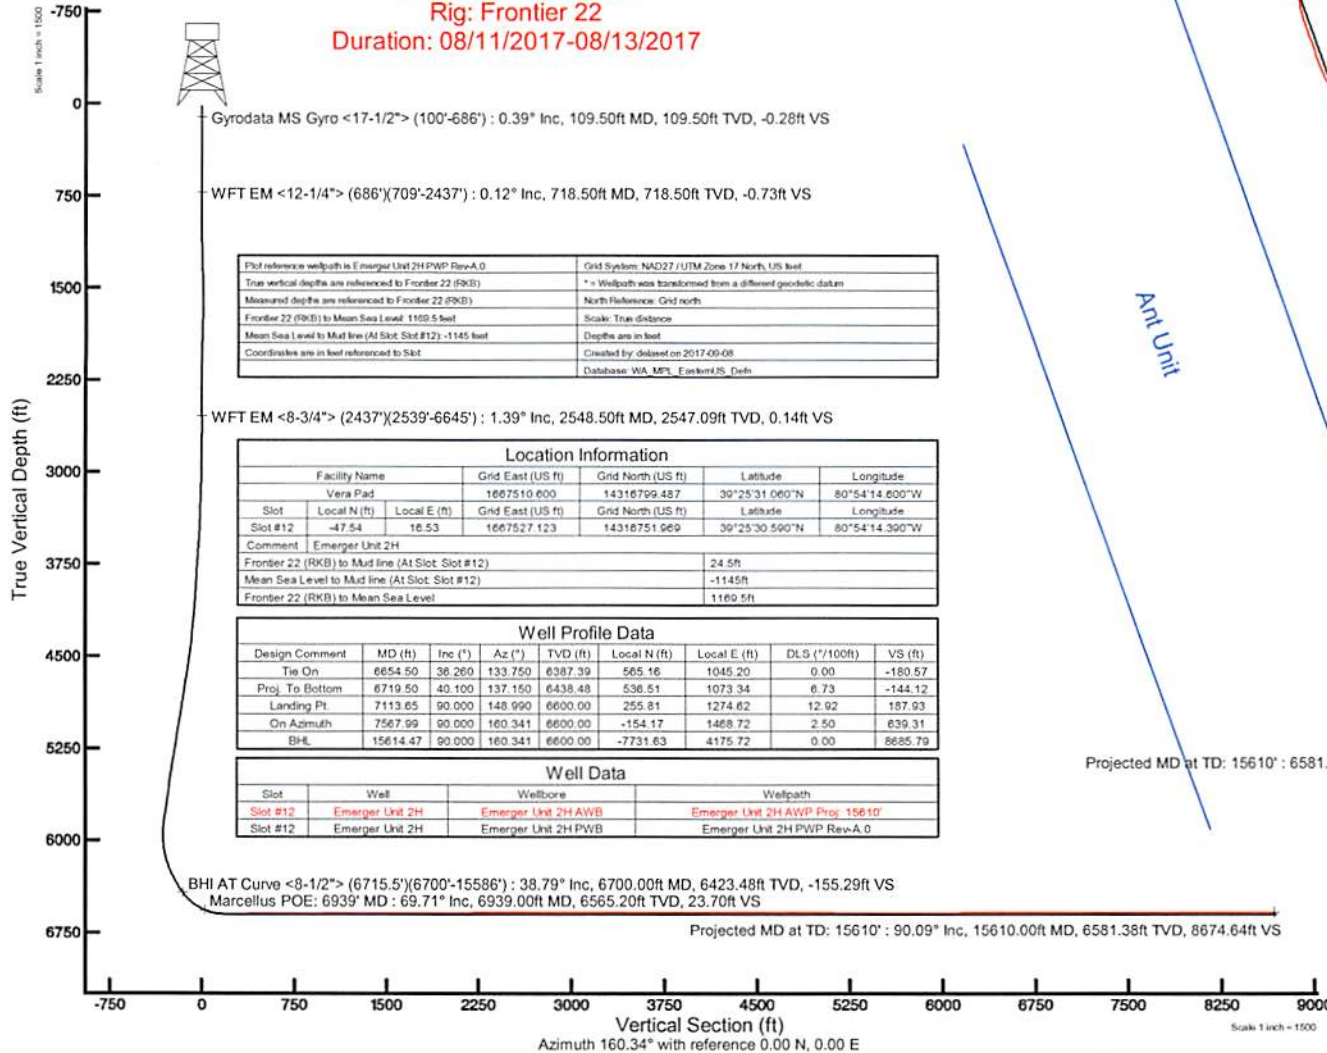 Rig: Frontier 22
Duration: 08/11/2017-08/13/2017
Scale 1 inch = 1500
True Vertical Depth (ft)
-750
0
750
1500
2250
3000
3750
4500
5250
6000
6750
Gyrodata MS Gyro <17-1/2"> (100'-686') : 0.39° Inc, 109.50ft MD, 109.50ft TVD, -0.28ft VS
WFT EM <12-1/4"> (686')(709'-2437') : 0.12° Inc, 718.50ft MD, 718.50ft TVD, -0.73ft VS
Plot reference wellpath is Emerger Unit 2H PWP Rev-A.0 Grid System: NAD27 / UTM Zone 17 North, US feet
True vertical depths are referenced to Frontier 22 (RKB) * = Wellpath was transformed from a different geodetic datum
Measured depths are referenced to Frontier 22 (RKB) North Reference: Grid north
Frontier 22 (RKB) to Mean Sea Level: 1169.5 feet Scale: True distance
Mean Sea Level to Mud line (At Slot: Slot #12): -1145 feet Depths are in feet
Coordinates are in feet referenced to Slot Created by: delaset on 2017-09-08
Database: WA_MPL_EasternUS_Defn
Ant Unit
WFT EM <8-3/4"> (2437')(2539'-6645') : 1.39° Inc, 2548.50ft MD, 2547.09ft TVD, 0.14ft VS
Location Information
Facility Name Grid East (US ft) Grid North (US ft) Latitude Longitude
Vera Pad 1667510.600 14316799.487 39°25'31.060"N 80°54'14.600"W
Slot Local N (ft) Local E (ft) Grid East (US ft) Grid North (US ft) Latitude Longitude
Slot #12 -47.54 16.53 1667527.123 14316751.969 39°25'30.590"N 80°54'14.390"W
Comment Emerger Unit 2H
Frontier 22 (RKB) to Mud line (At Slot: Slot #12) 24.5ft
Mean Sea Level to Mud line (At Slot: Slot #12) -1145ft
Frontier 22 (RKB) to Mean Sea Level 1169.5ft
Well Profile Data
Design Comment MD (ft) Inc (°) Az (°) TVD (ft) Local N (ft) Local E (ft) DLS (°/100ft) VS (ft)
Tie On 6654.50 36.260 133.750 6387.39 565.16 1045.20 0.00 -180.57
Proj. To Bottom 6719.50 40.100 137.150 6438.48 536.51 1073.34 6.73 -144.12
Landing Pt. 7113.65 90.000 148.990 6600.00 255.81 1274.62 12.92 187.93
On Azimuth 7567.99 90.000 160.341 6600.00 -154.17 1468.72 2.50 639.31
BHL 15614.47 90.000 160.341 6600.00 -7731.63 4175.72 0.00 8685.79
Well Data
Slot Well Wellbore Wellpath
Slot #12 Emerger Unit 2H Emerger Unit 2H AWB Emerger Unit 2H AWP Proj: 15610'
Slot #12 Emerger Unit 2H Emerger Unit 2H PWB Emerger Unit 2H PWP Rev-A.0
Projected MD at TD: 15610' : 6581.
BHI AT Curve <8-1/2"> (6715.5')(6700'-15586') : 38.79° Inc, 6700.00ft MD, 6423.48ft TVD, -155.29ft VS
Marcellus POE: 6939' MD : 69.71° Inc, 6939.00ft MD, 6565.20ft TVD, 23.70ft VS
Projected MD at TD: 15610' : 90.09° Inc, 15610.00ft MD, 6581.38ft TVD, 8674.64ft VS
-750 0 750 1500 2250 3000 3750 4500 5250 6000 6750 7500 8250 9000
Vertical Section (ft)
Scale 1 inch = 1500
Azimuth 160.34° with reference 0.00 N, 0.00 E